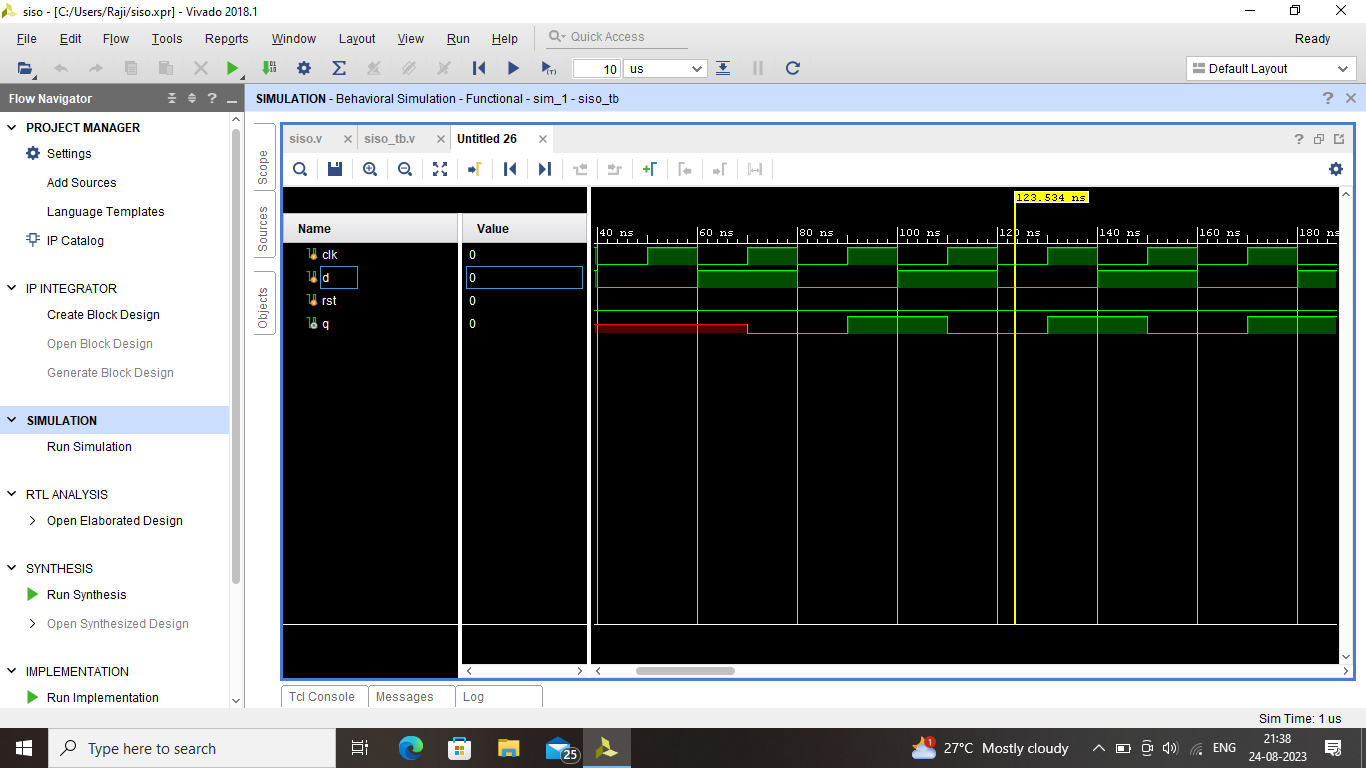 siso - [C:/Users/Raji/siso.xpr] - Vivado 2018.1
File Edit Flow Tools Reports Window Layout View Run Help
Quick Access
Ready
10 us
Default Layout
Flow Navigator
PROJECT MANAGER
Settings
Add Sources
Language Templates
IP Catalog
IP INTEGRATOR
Create Block Design
Open Block Design
Generate Block Design
SIMULATION
Run Simulation
RTL ANALYSIS
Open Elaborated Design
SYNTHESIS
Run Synthesis
Open Synthesized Design
IMPLEMENTATION
Run Implementation
SIMULATION - Behavioral Simulation - Functional - sim_1 - siso_tb
Scope
Sources
Objects
siso.v siso_tb.v Untitled 26
123.534 ns
Name Value
40 ns 60 ns 80 ns 100 ns 120 ns 140 ns 160 ns 180 ns
clk 0
d 0
rst 0
q 0
Tcl Console Messages Log
Sim Time: 1 us
Type here to search
25
1
27°C Mostly cloudy
ENG
21:38
24-08-2023